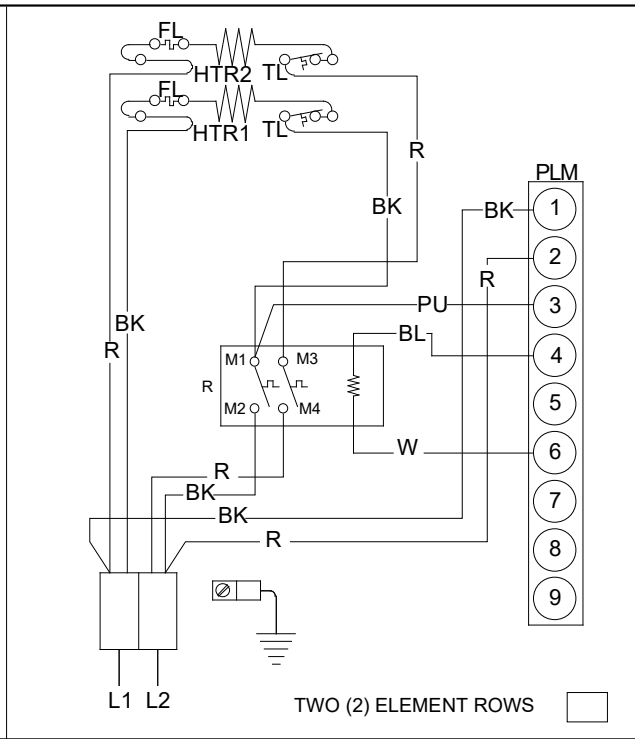 FL
HTR2 TL
FL
HTR1 TL
R
BK
PLM
BK 1
2
R
PU 3
BK
R
BL
4
M1 M3
R
5
M2 M4
W 6
R
BK
7
BK
R
8
9
L1 L2
TWO (2) ELEMENT ROWS